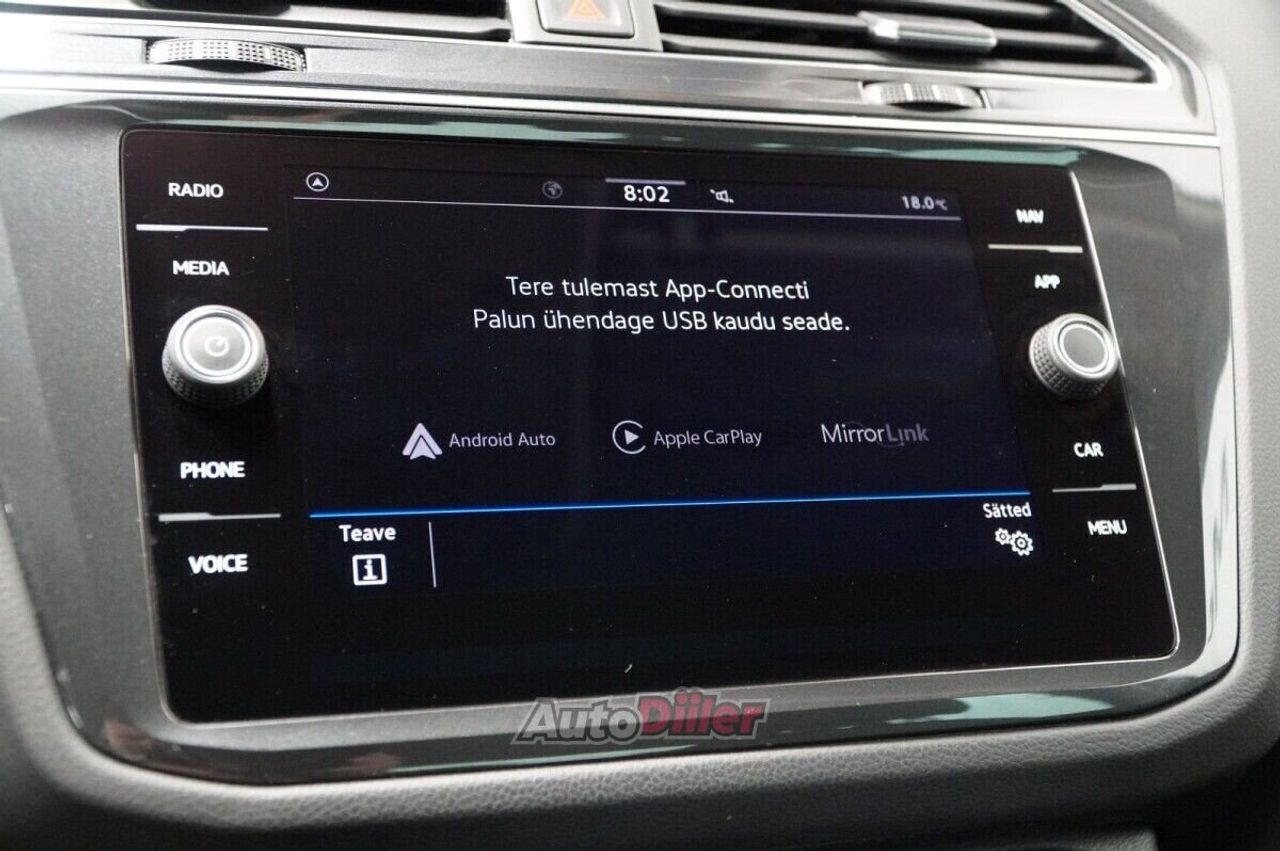 RADIO
MEDIA
PHONE
VOICE
8:02
18.0°C
Tere tulemast App-Connecti
Palun ühendage USB kaudu seade.
Android Auto
Apple CarPlay
MirrorLink
Teave
i
Sätted
NAV
APP
CAR
MENU
AutoDiiler